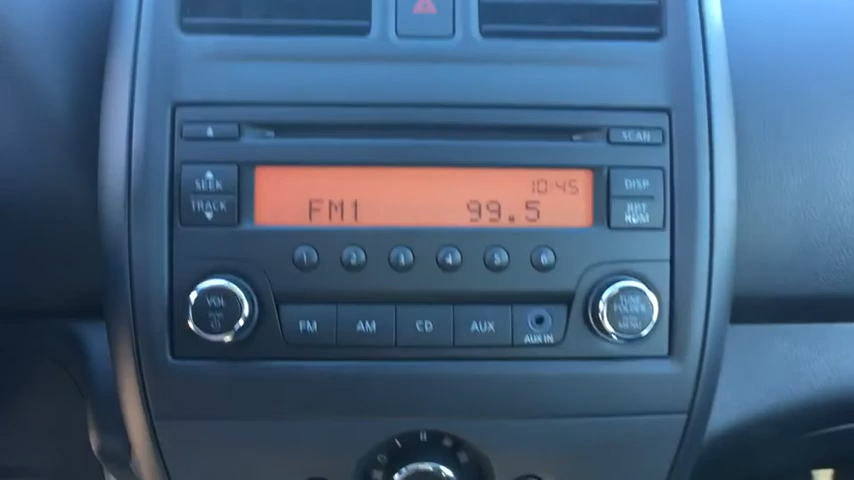 SCAN
SEEK
TRACK
10:45
FM1 99.5
DISP
RPT
RDM
1 2 3 4 5 6
VOL
TUNE
FOLDER
MENU
FM AM CD AUX
AUX IN